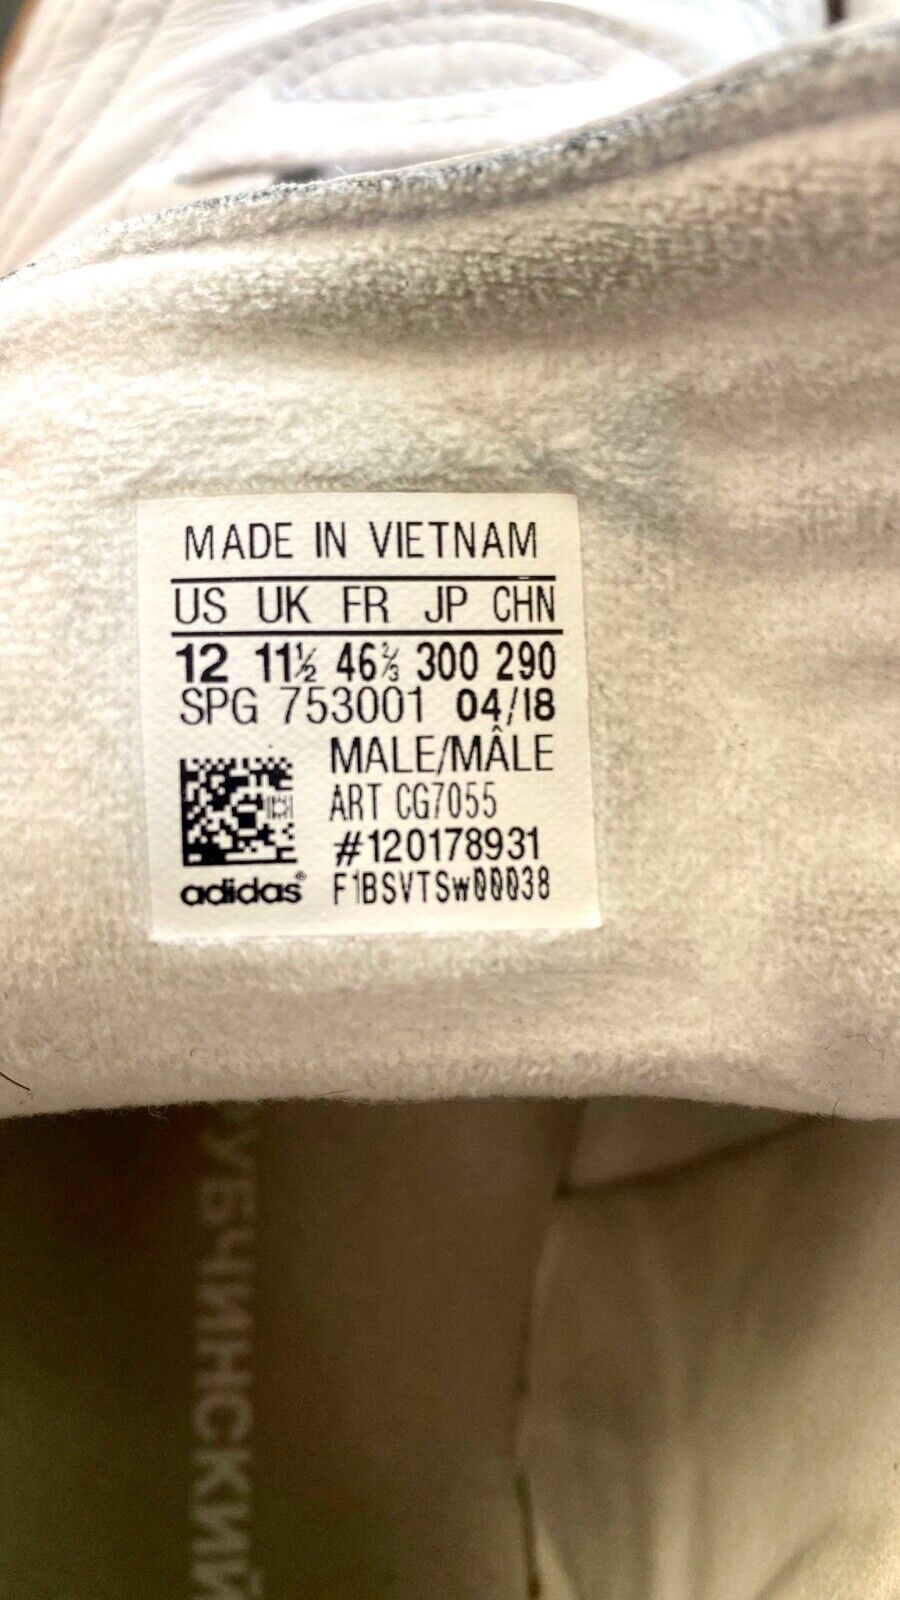 MADE IN VIETNAM
US UK FR JP CHN
12 11½ 46⅔ 300 290
SPG 753001 04/18
MALE/MÂLE
ART CG7055
#120178931
adidas® F1BSVTSW00038
РУБЧИНСКИЙ